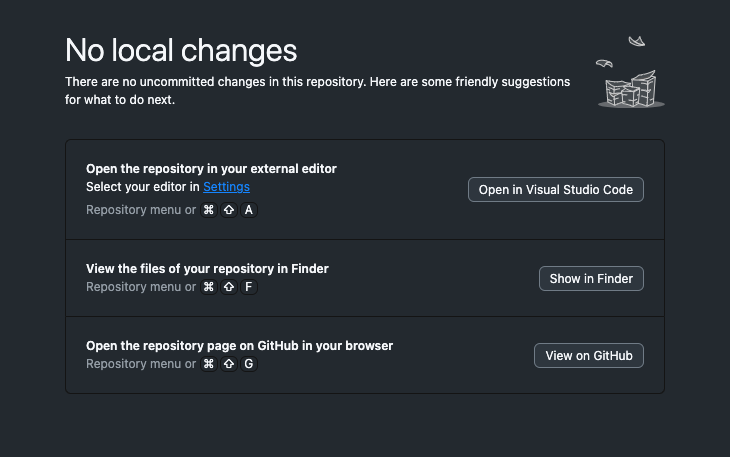 No local changes
There are no uncommitted changes in this repository. Here are some friendly suggestions
for what to do next.
Open the repository in your external editor
Select your editor in Settings
Repository menu or ⌘ ⇧ A
Open in Visual Studio Code
View the files of your repository in Finder
Repository menu or ⌘ ⇧ F
Show in Finder
Open the repository page on GitHub in your browser
Repository menu or ⌘ ⇧ G
View on GitHub